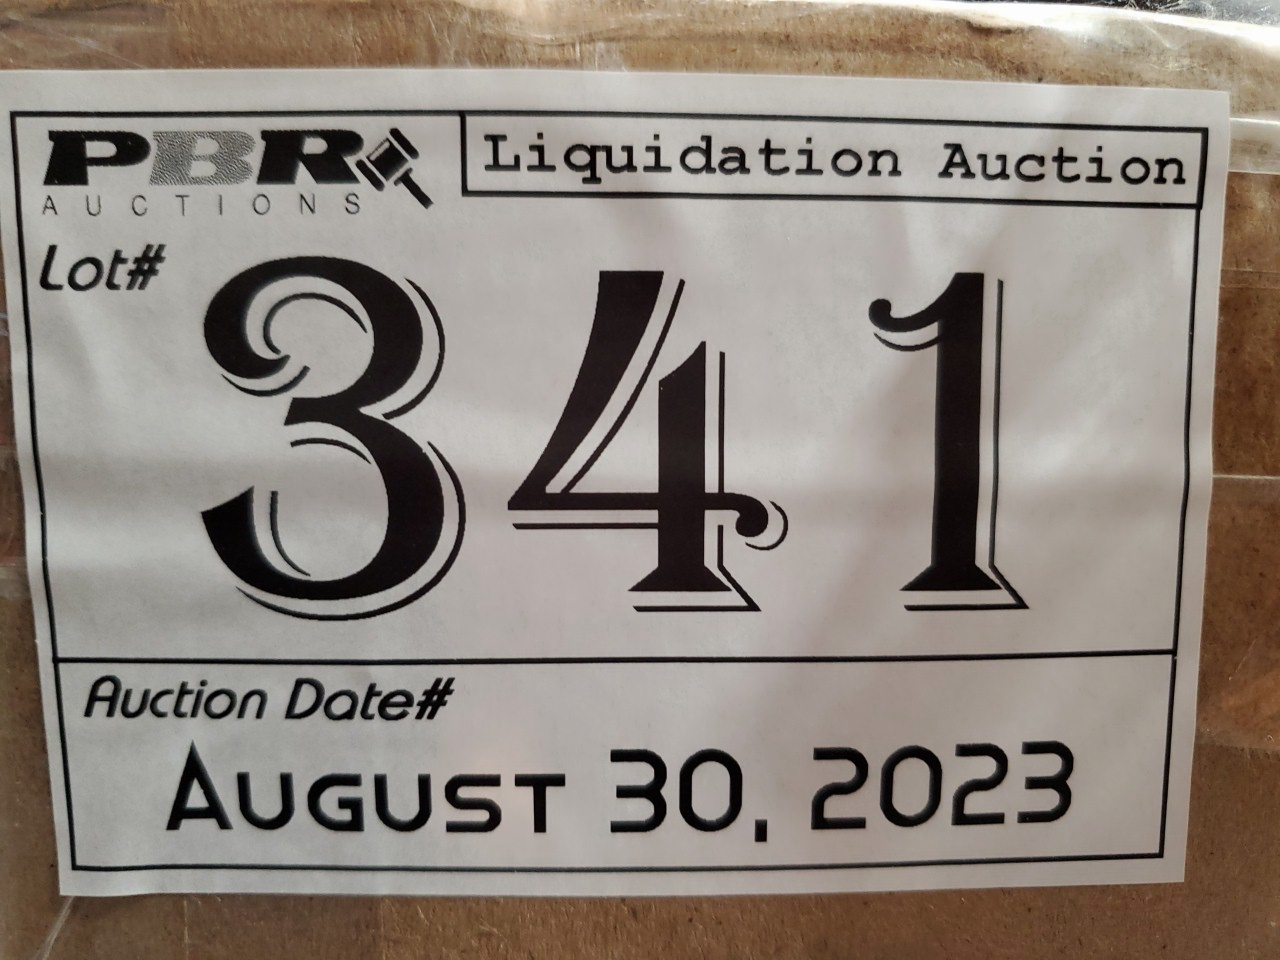 PBR
AUCTIONS
Liquidation Auction
Lot#
341
Auction Date#
August 30, 2023